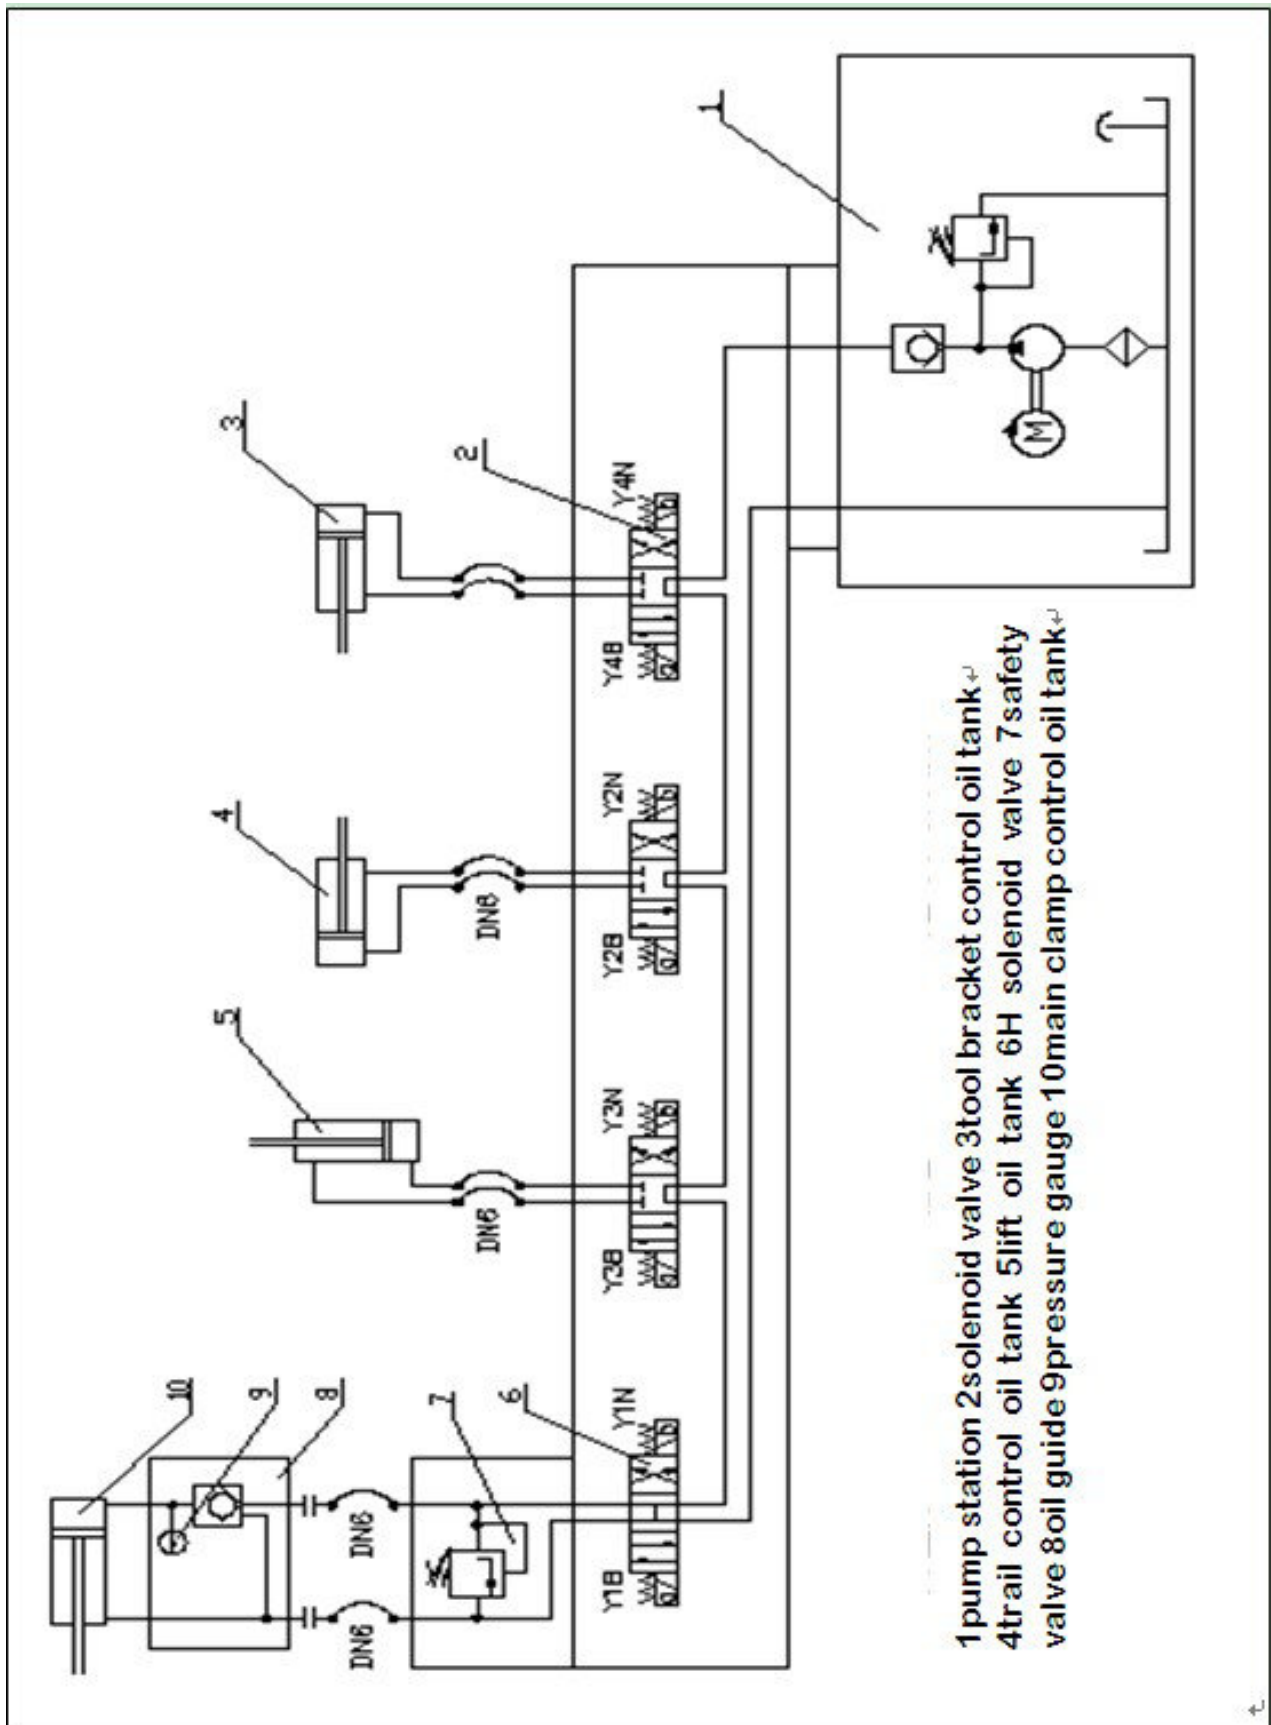 10
9
8
7
6
5
4
3
2
1
DN6
DN6
DN6
DN6
Y1B
Y1N
Y3B
Y3N
Y2B
Y2N
Y4B
Y4N
M
1pump station 2solenoid valve 3tool bracket control oil tank
4trail control oil tank 5lift oil tank 6H solenoid valve 7safety
valve 8oil guide 9pressure gauge 10main clamp control oil tank